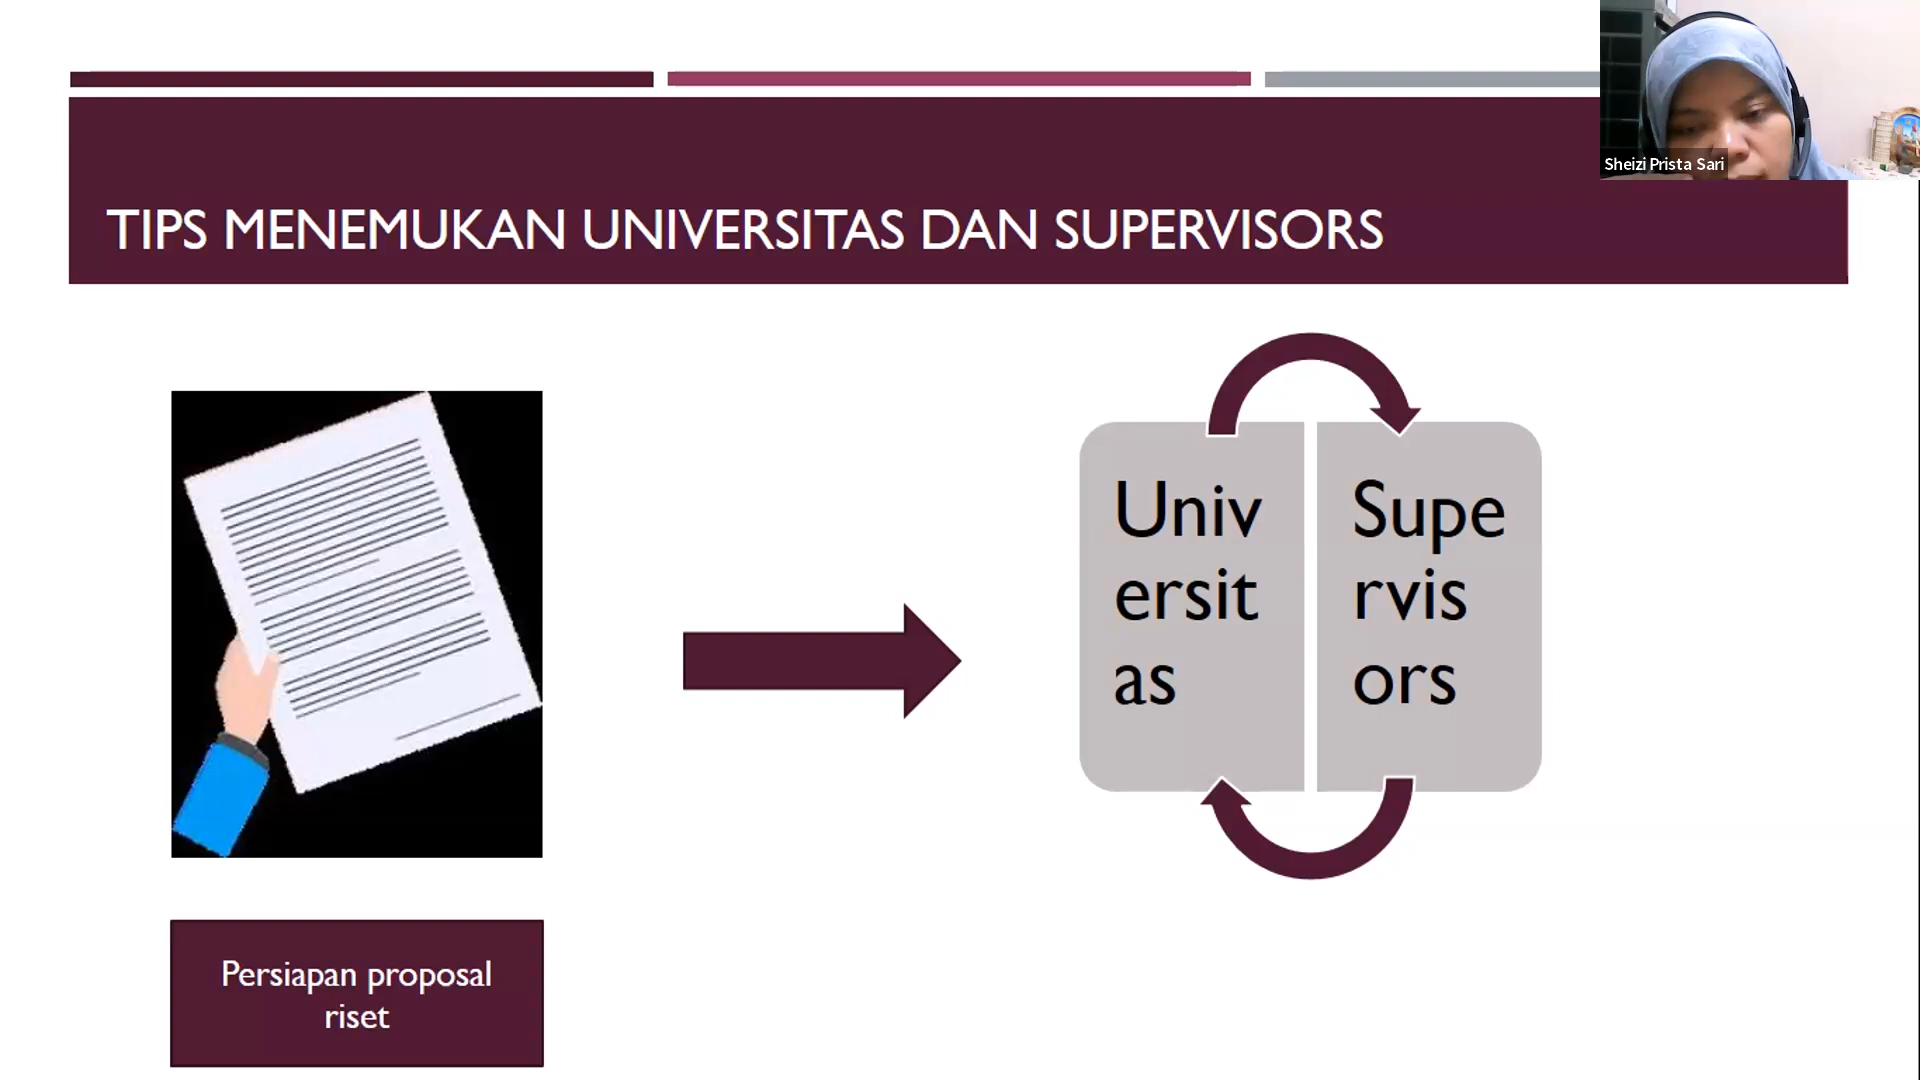 Sheizi Prista Sari
TIPS MENEMUKAN UNIVERSITAS DAN SUPERVISORS
Univ
ersit
as
Supe
rvis
ors
Persiapan proposal
riset